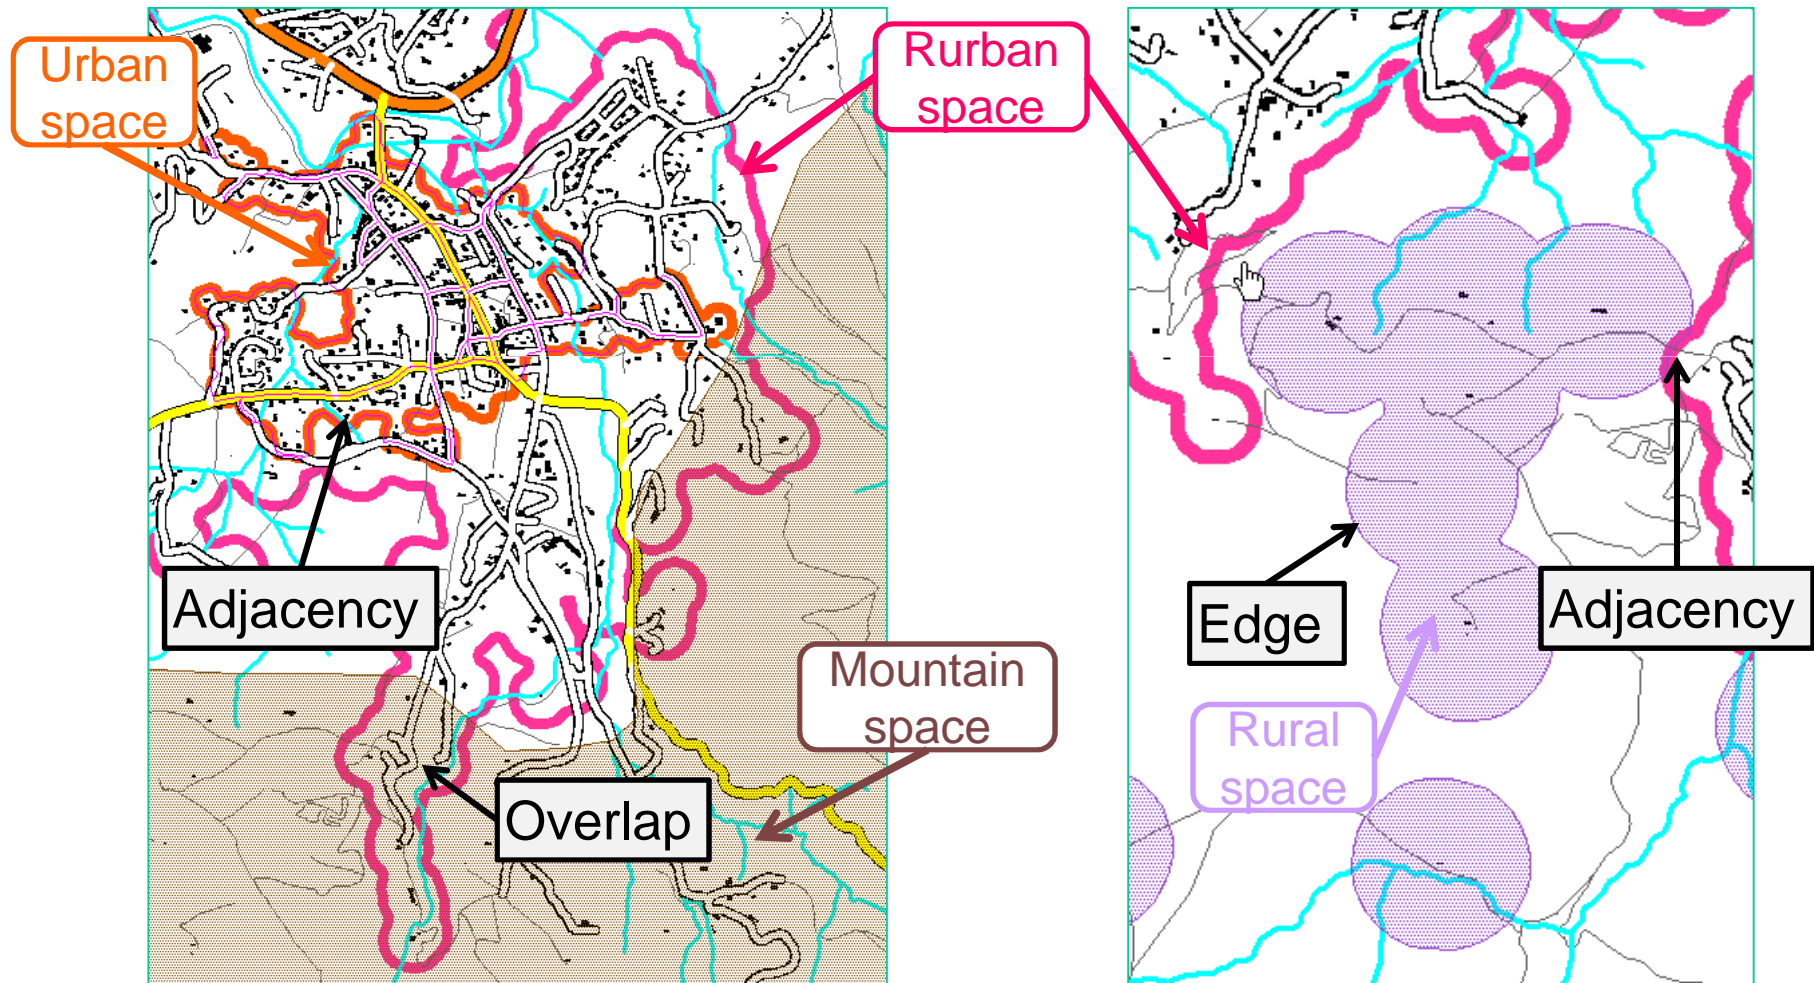 Urban
space
Rurban
space
Adjacency
Mountain
space
Overlap
Edge
Adjacency
Rural
space